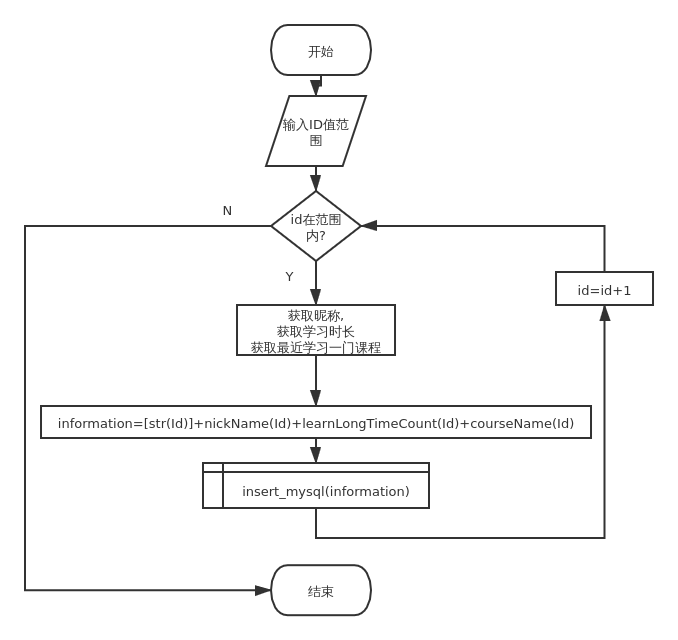 开始
输入ID值范
围
N
id在范围
内?
Y
id=id+1
获取昵称,
获取学习时长
获取最近学习一门课程
information=[str(Id)]+nickName(Id)+learnLongTimeCount(Id)+courseName(Id)
insert_mysql(information)
结束